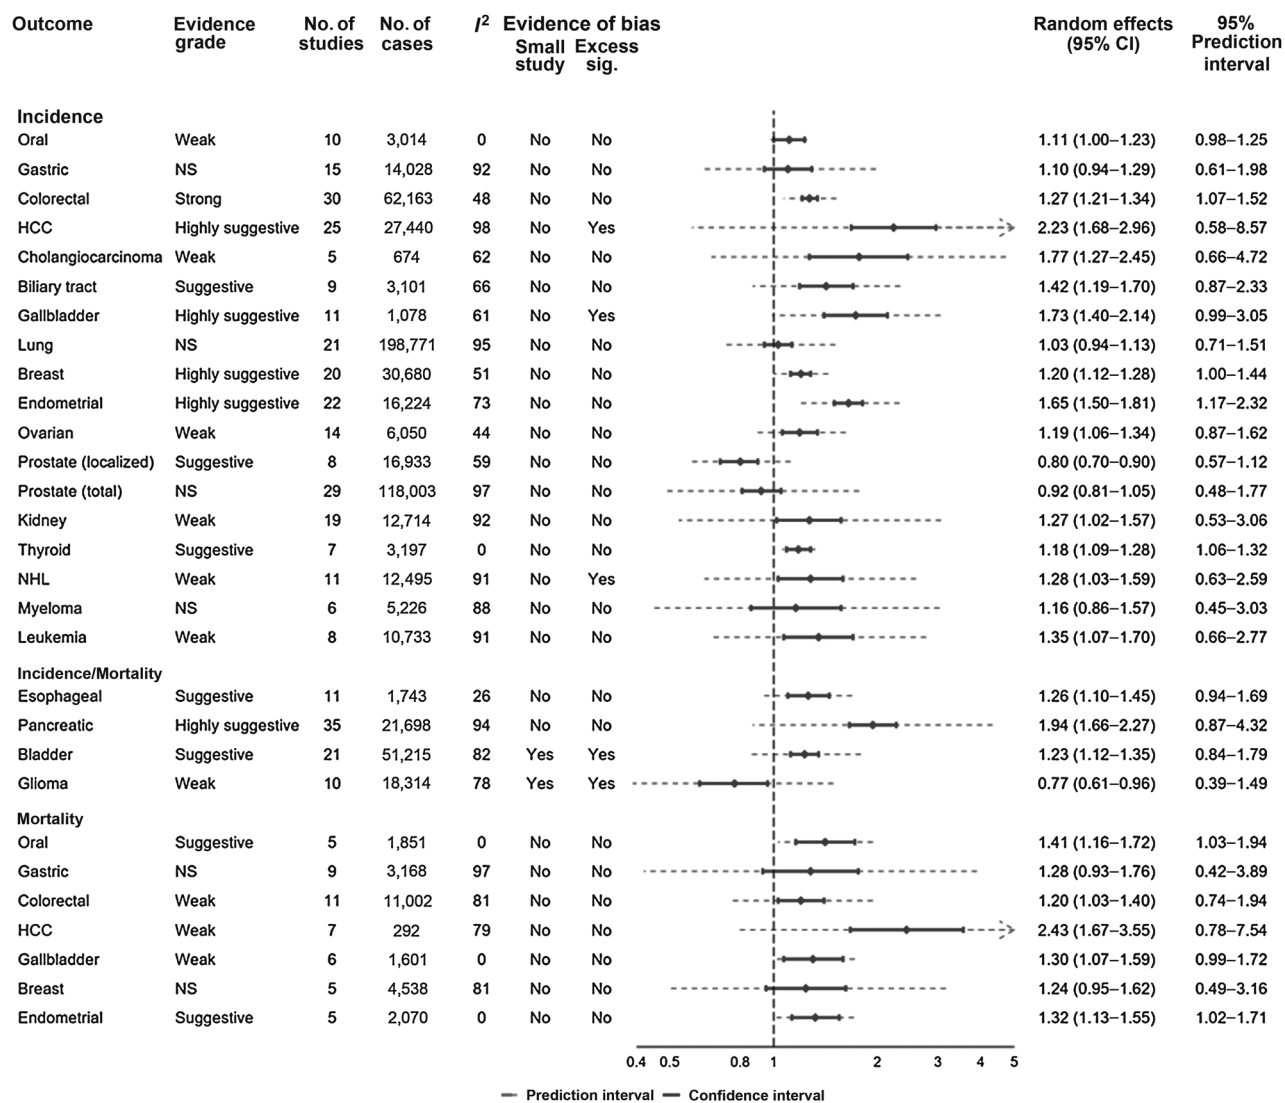 Outcome Evidence grade No. of studies No. of cases I² Evidence of bias Small study Excess sig. Random effects (95% CI) 95% Prediction interval
Incidence
Oral Weak 10 3,014 0 No No 1.11 (1.00–1.23) 0.98–1.25
Gastric NS 15 14,028 92 No No 1.10 (0.94–1.29) 0.61–1.98
Colorectal Strong 30 62,163 48 No No 1.27 (1.21–1.34) 1.07–1.52
HCC Highly suggestive 25 27,440 98 No Yes 2.23 (1.68–2.96) 0.58–8.57
Cholangiocarcinoma Weak 5 674 62 No No 1.77 (1.27–2.45) 0.66–4.72
Biliary tract Suggestive 9 3,101 66 No No 1.42 (1.19–1.70) 0.87–2.33
Gallbladder Highly suggestive 11 1,078 61 No Yes 1.73 (1.40–2.14) 0.99–3.05
Lung NS 21 198,771 95 No No 1.03 (0.94–1.13) 0.71–1.51
Breast Highly suggestive 20 30,680 51 No No 1.20 (1.12–1.28) 1.00–1.44
Endometrial Highly suggestive 22 16,224 73 No No 1.65 (1.50–1.81) 1.17–2.32
Ovarian Weak 14 6,050 44 No No 1.19 (1.06–1.34) 0.87–1.62
Prostate (localized) Suggestive 8 16,933 59 No No 0.80 (0.70–0.90) 0.57–1.12
Prostate (total) NS 29 118,003 97 No No 0.92 (0.81–1.05) 0.48–1.77
Kidney Weak 19 12,714 92 No No 1.27 (1.02–1.57) 0.53–3.06
Thyroid Suggestive 7 3,197 0 No No 1.18 (1.09–1.28) 1.06–1.32
NHL Weak 11 12,495 91 No Yes 1.28 (1.03–1.59) 0.63–2.59
Myeloma NS 6 5,226 88 No No 1.16 (0.86–1.57) 0.45–3.03
Leukemia Weak 8 10,733 91 No No 1.35 (1.07–1.70) 0.66–2.77
Incidence/Mortality
Esophageal Suggestive 11 1,743 26 No No 1.26 (1.10–1.45) 0.94–1.69
Pancreatic Highly suggestive 35 21,698 94 No No 1.94 (1.66–2.27) 0.87–4.32
Bladder Suggestive 21 51,215 82 Yes Yes 1.23 (1.12–1.35) 0.84–1.79
Glioma Weak 10 18,314 78 Yes Yes 0.77 (0.61–0.96) 0.39–1.49
Mortality
Oral Suggestive 5 1,851 0 No No 1.41 (1.16–1.72) 1.03–1.94
Gastric NS 9 3,168 97 No No 1.28 (0.93–1.76) 0.42–3.89
Colorectal Weak 11 11,002 81 No No 1.20 (1.03–1.40) 0.74–1.94
HCC Weak 7 292 79 No No 2.43 (1.67–3.55) 0.78–7.54
Gallbladder Weak 6 1,601 0 No No 1.30 (1.07–1.59) 0.99–1.72
Breast NS 5 4,538 81 No No 1.24 (0.95–1.62) 0.49–3.16
Endometrial Suggestive 5 2,070 0 No No 1.32 (1.13–1.55) 1.02–1.71
0.4 0.5 0.8 1 2 3 4 5
Prediction interval Confidence interval